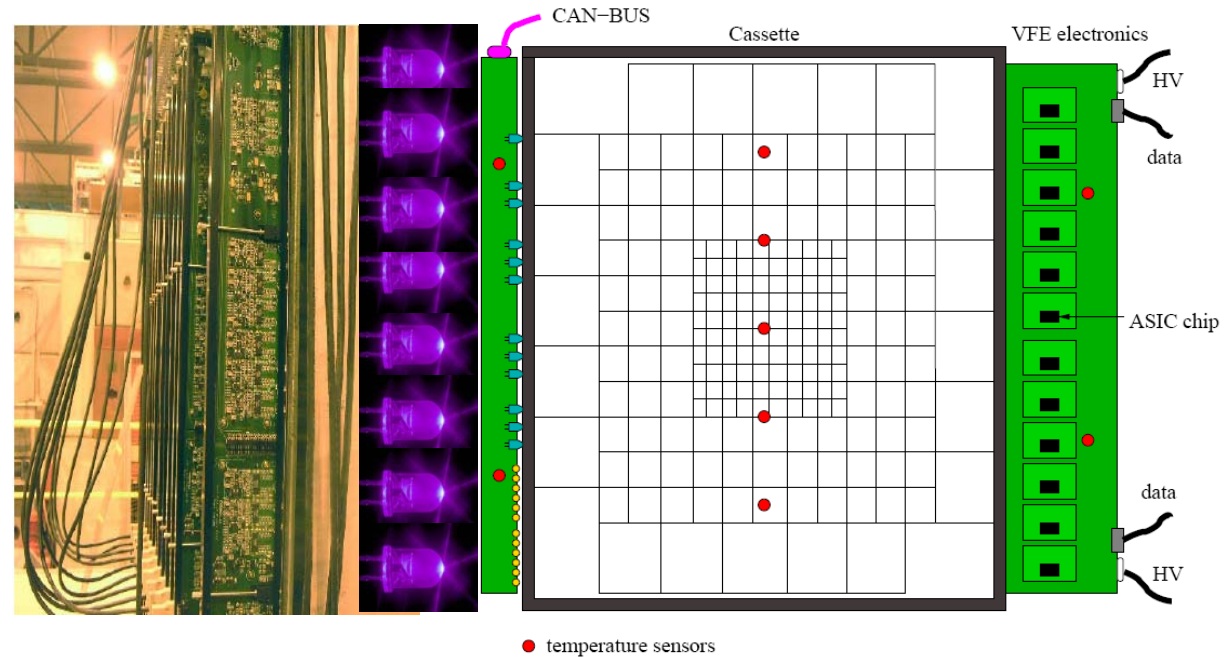 CAN−BUS
Cassette
VFE electronics
HV
data
ASIC chip
data
HV
temperature sensors